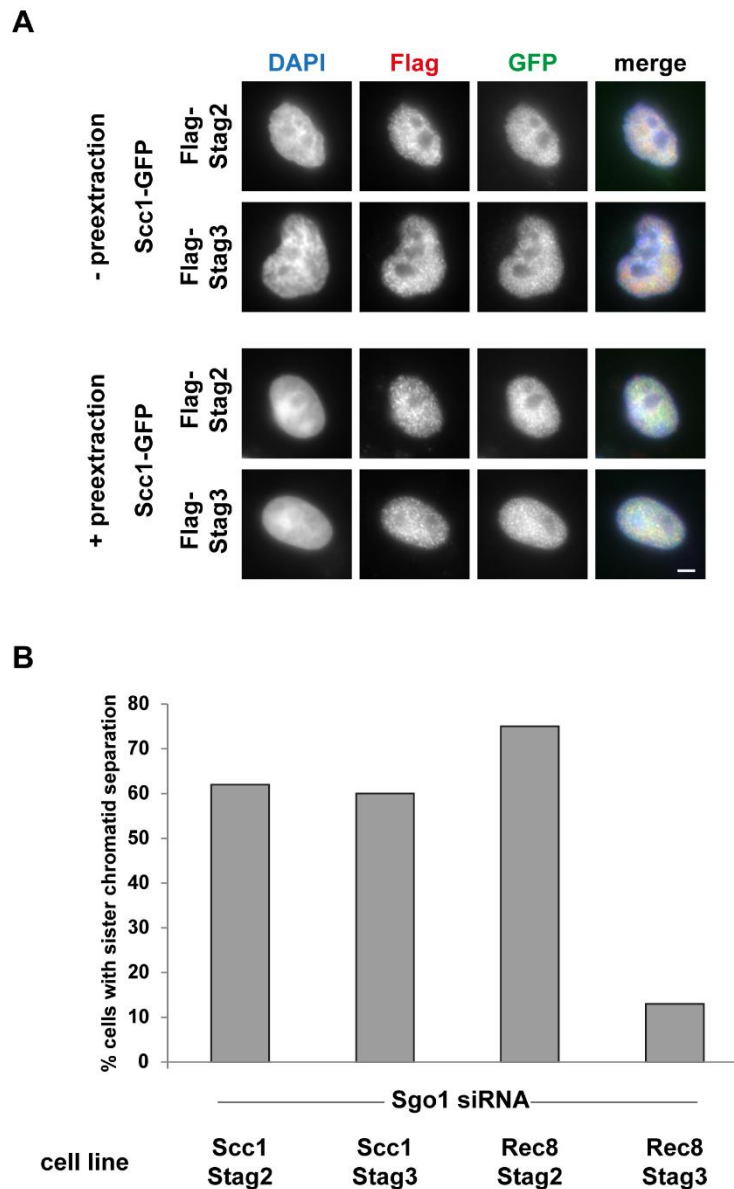 A
DAPI Flag GFP merge
- preextraction
Scc1-GFP
Flag-
Stag2
Flag-
Stag3
+ preextraction
Scc1-GFP
Flag-
Stag2
Flag-
Stag3
B
% cells with sister chromatid separation
80
70
60
50
40
30
20
10
0
Sgo1 siRNA
cell line
Scc1
Stag2
Scc1
Stag3
Rec8
Stag2
Rec8
Stag3